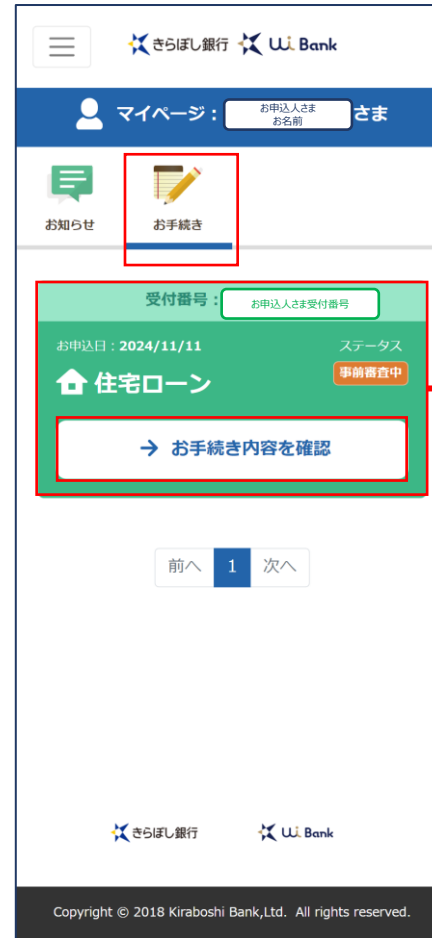 きらぼし銀行 UI Bank
マイページ： お申込人さま お名前 さま
お知らせ お手続き
受付番号： お申込人さま受付番号
お申込日：2024/11/11 ステータス
住宅ローン 事前審査中
→ お手続き内容を確認
前へ 1 次へ
きらぼし銀行 UI Bank
Copyright © 2018 Kiraboshi Bank,Ltd. All rights reserved.